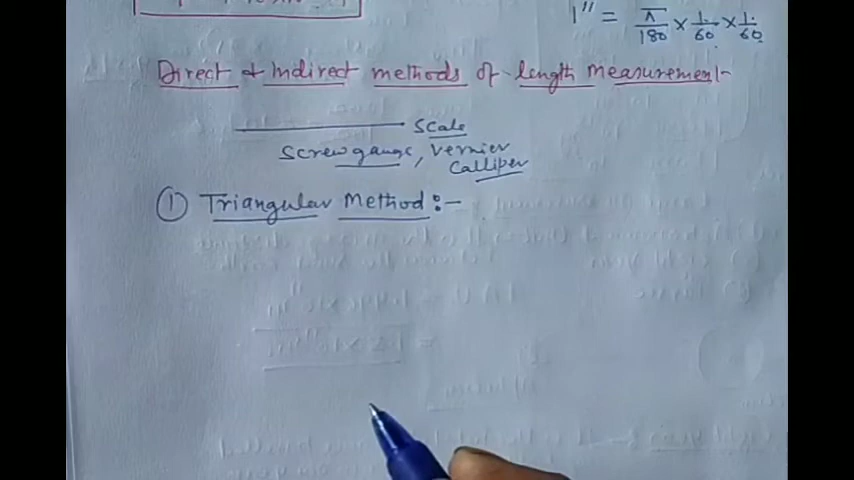 1" = π/180 × 1/60 × 1/60
Direct & Indirect methods of length measurement
Scale
Screw gauge, Vernier
Calliper
① Triangular Method :-